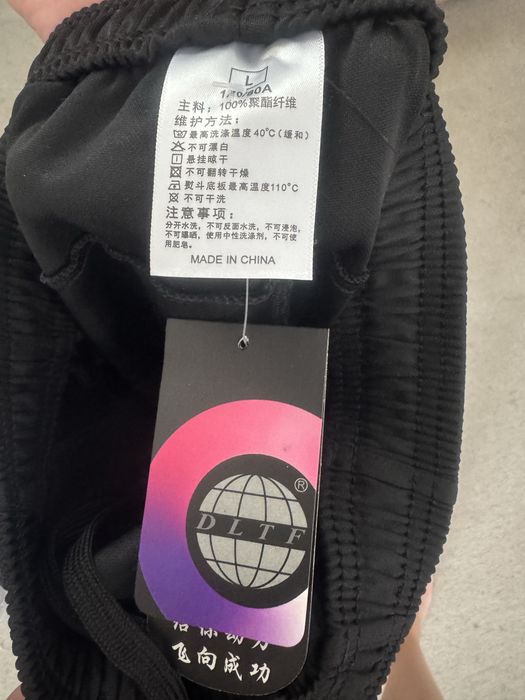 L
主料：100%聚酯纤维
维护方法：
最高洗涤温度40℃(缓和)
不可漂白
悬挂晾干
不可翻转干燥
熨斗底板最高温度110℃
不可干洗
注意事项：
分开水洗，不可反面水洗，不可浸泡，
不可曝晒，使用中性洗涤剂，不可使
用肥皂。
MADE IN CHINA
®
DLTF
飞向成功